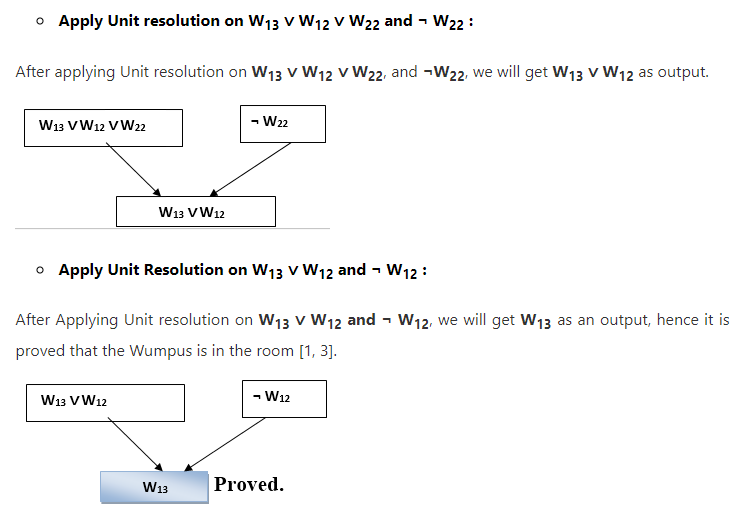 o Apply Unit resolution on W13 ∨ W12 ∨ W22 and ¬ W22 :
After applying Unit resolution on W13 ∨ W12 ∨ W22, and ¬W22, we will get W13 ∨ W12 as output.
W13 ∨ W12 ∨ W22
¬ W22
W13 ∨ W12
o Apply Unit Resolution on W13 ∨ W12 and ¬ W12 :
After Applying Unit resolution on W13 ∨ W12 and ¬ W12, we will get W13 as an output, hence it is
proved that the Wumpus is in the room [1, 3].
W13 ∨ W12
¬ W12
W13 Proved.